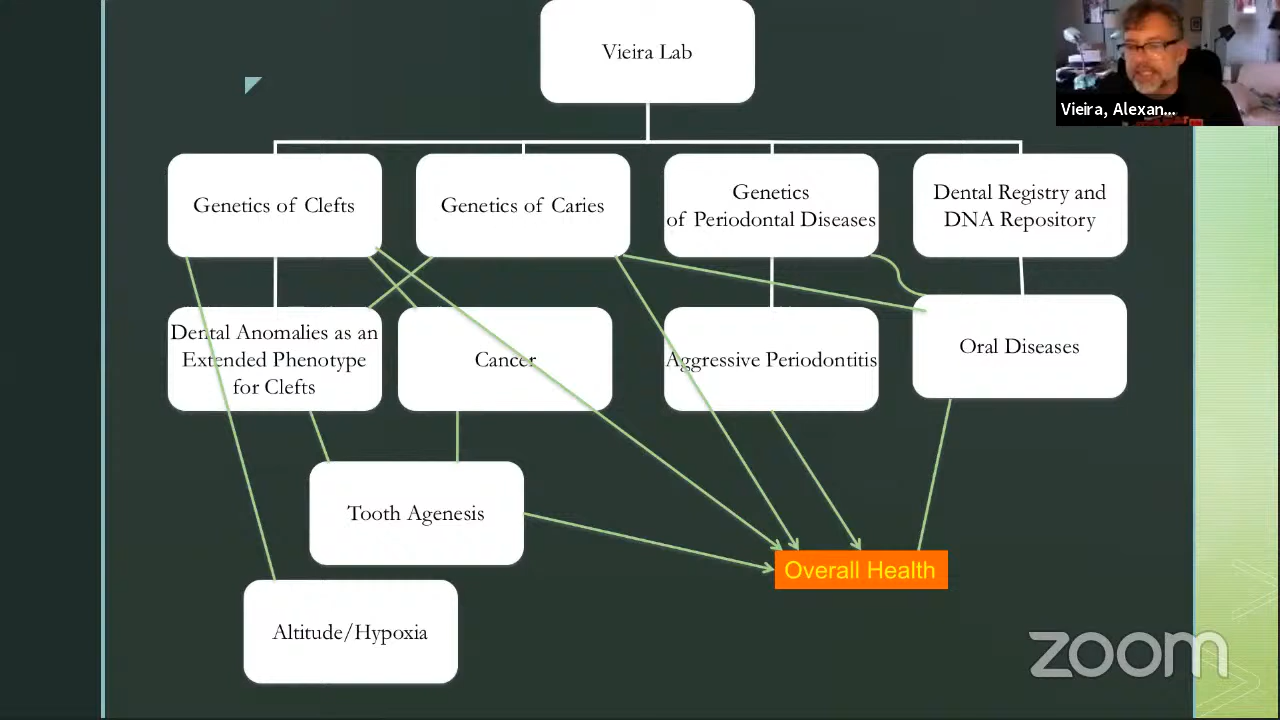 Vieira Lab
Vieira, Alexan...
Genetics of Clefts
Genetics of Caries
Genetics
of Periodontal Diseases
Dental Registry and
DNA Repository
Dental Anomalies as an
Extended Phenotype
for Clefts
Cancer
Aggressive Periodontitis
Oral Diseases
Tooth Agenesis
Overall Health
Altitude/Hypoxia
zoom